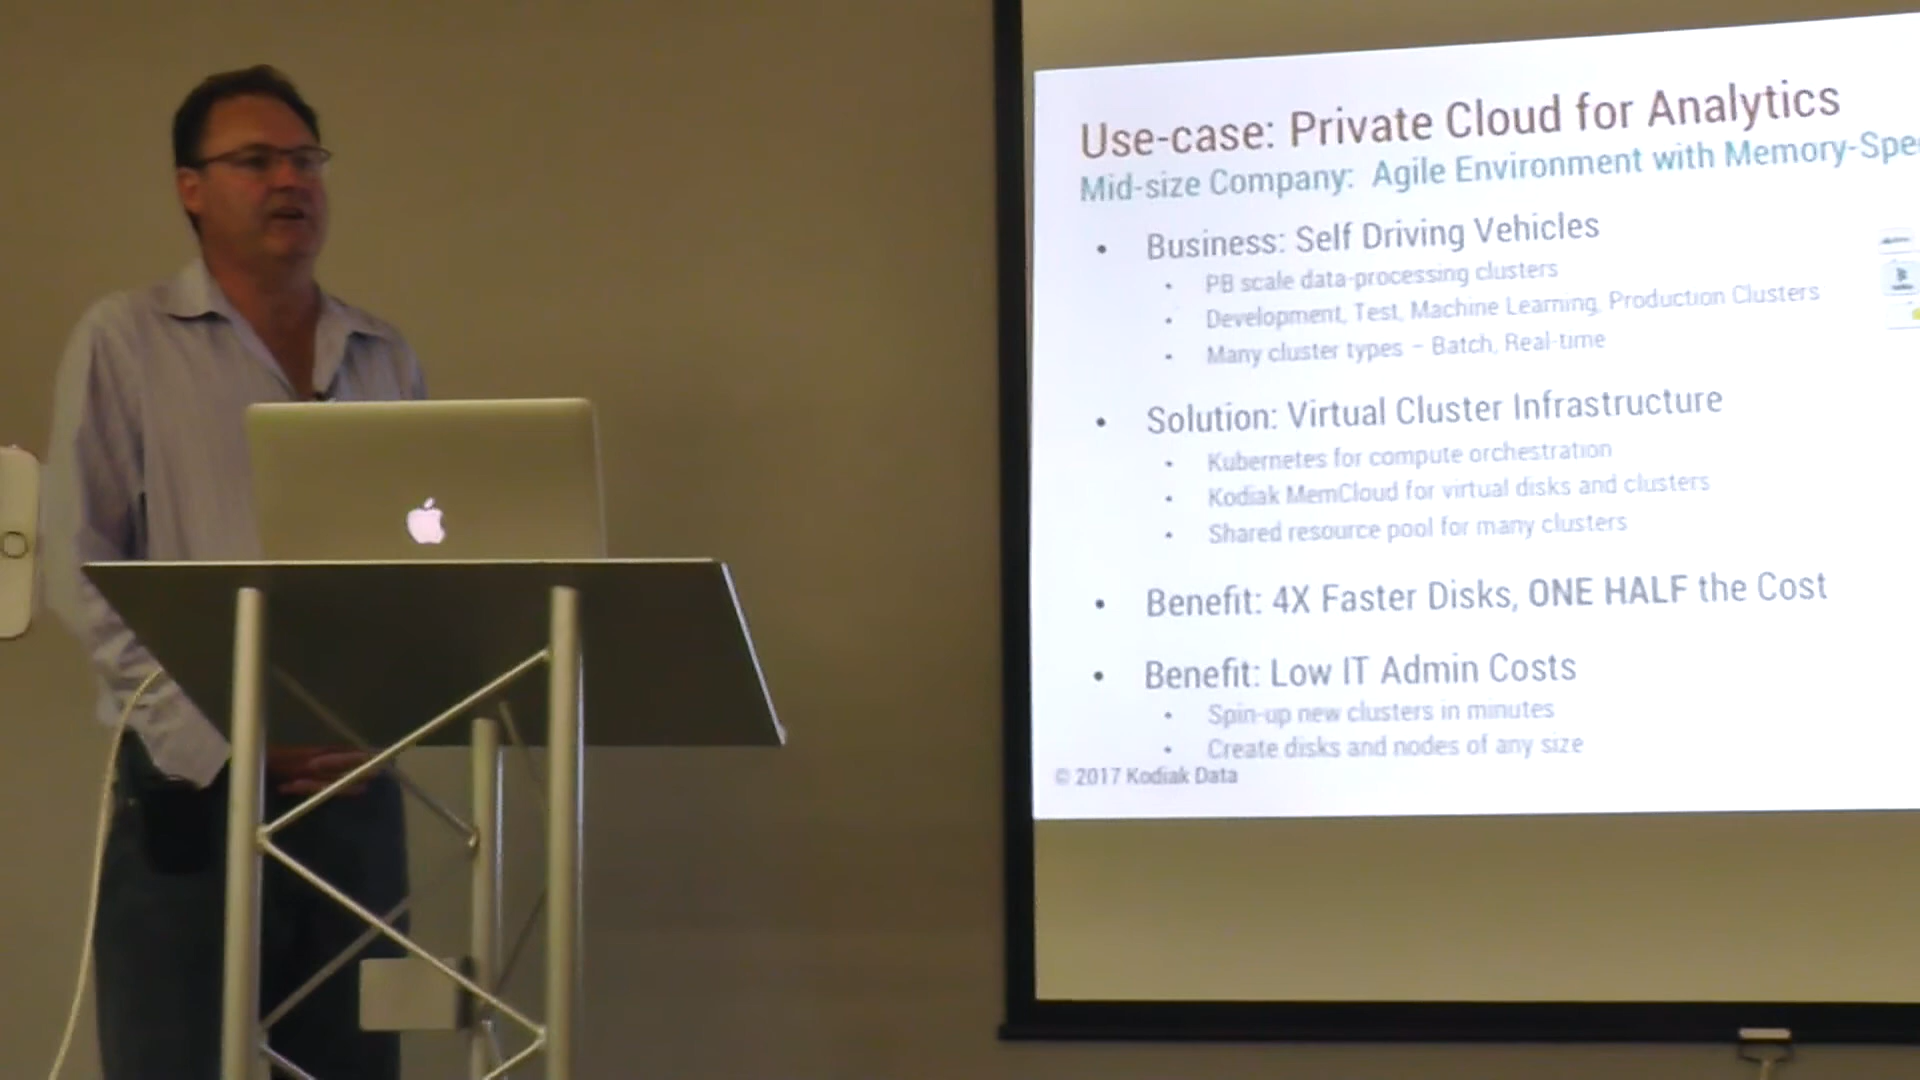 Use-case: Private Cloud for Analytics
Mid-size Company: Agile Environment with Memory-Spe
• Business: Self Driving Vehicles
• PB scale data-processing clusters
• Development, Test, Machine Learning, Production Clusters
• Many cluster types – Batch, Real-time
• Solution: Virtual Cluster Infrastructure
• Kubernetes for compute orchestration
• Kodiak MemCloud for virtual disks and clusters
• Shared resource pool for many clusters
• Benefit: 4X Faster Disks, ONE HALF the Cost
• Benefit: Low IT Admin Costs
• Spin-up new clusters in minutes
• Create disks and nodes of any size
© 2017 Kodiak Data